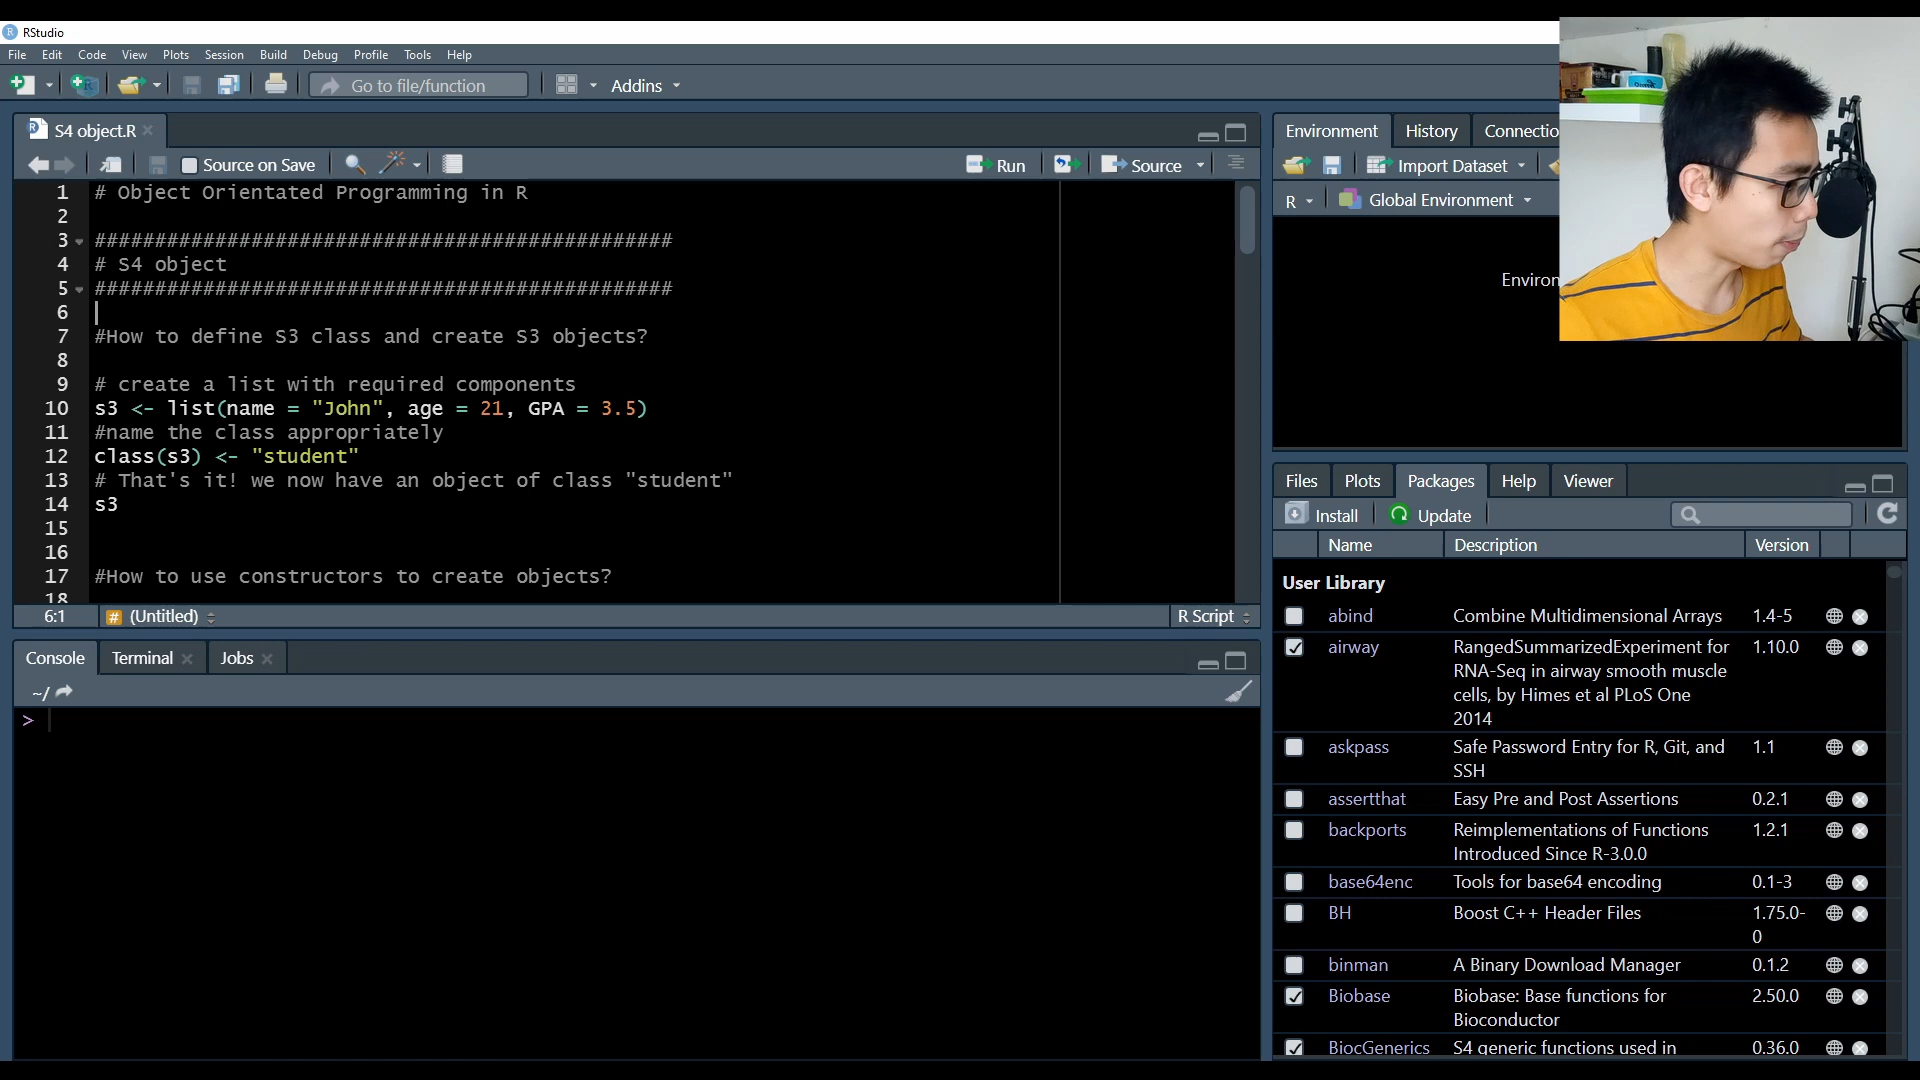 RStudio
File Edit Code View Plots Session Build Debug Profile Tools Help
Go to file/function Addins
S4 object.R
Source on Save Run Source
1 # Object Orientated Programming in R
2
3 ################################################
4 # S4 object
5 ################################################
6
7 #How to define S3 class and create S3 objects?
8
9 # create a list with required components
10 s3 <- list(name = "John", age = 21, GPA = 3.5)
11 #name the class appropriately
12 class(s3) <- "student"
13 # That's it! we now have an object of class "student"
14 s3
15
16
17 #How to use constructors to create objects?
18
6:1 # (Untitled) R Script
Console Terminal Jobs
~/
>
Environment History Connectio
Import Dataset
R Global Environment
Environ
Files Plots Packages Help Viewer
Install Update
Name Description Version
User Library
abind Combine Multidimensional Arrays 1.4-5
airway RangedSummarizedExperiment for 1.10.0
RNA-Seq in airway smooth muscle
cells, by Himes et al PLoS One
2014
askpass Safe Password Entry for R, Git, and 1.1
SSH
assertthat Easy Pre and Post Assertions 0.2.1
backports Reimplementations of Functions 1.2.1
Introduced Since R-3.0.0
base64enc Tools for base64 encoding 0.1-3
BH Boost C++ Header Files 1.75.0-
0
binman A Binary Download Manager 0.1.2
Biobase Biobase: Base functions for 2.50.0
Bioconductor
BiocGenerics S4 generic functions used in 0.36.0